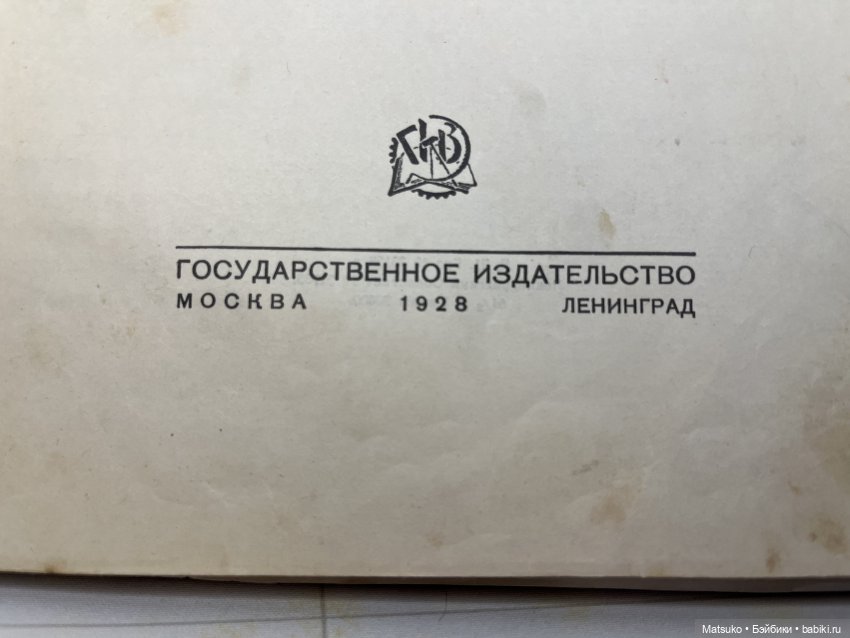 ГИЗ
ГОСУДАРСТВЕННОЕ ИЗДАТЕЛЬСТВО
МОСКВА 1928 ЛЕНИНГРАД
Matsuko • Бэйбики • babiki.ru